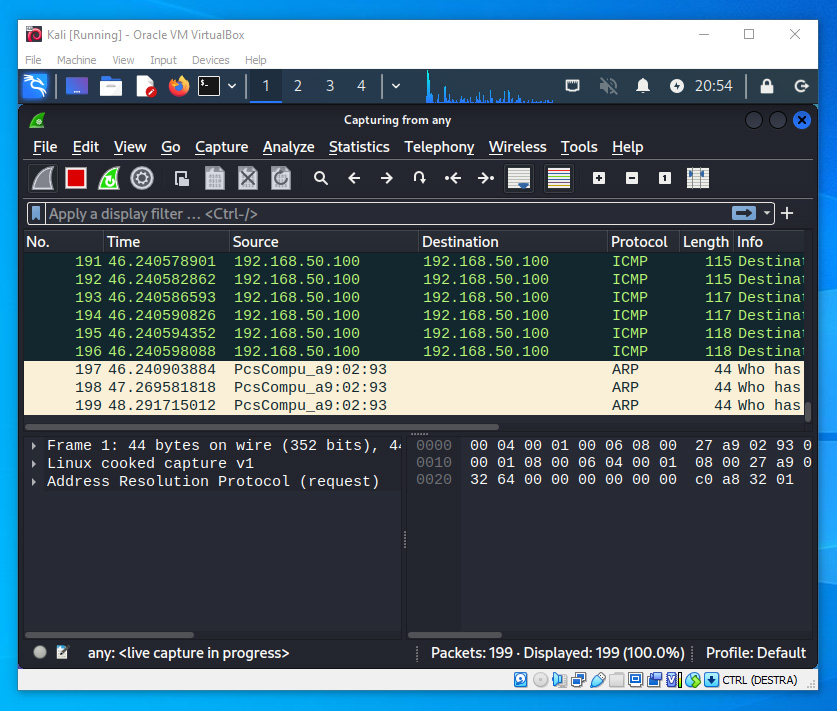 Kali [Running] - Oracle VM VirtualBox
File Machine View Input Devices Help
1 2 3 4 20:54
Capturing from any
File Edit View Go Capture Analyze Statistics Telephony Wireless Tools Help
Apply a display filter ... <Ctrl-/>
No. Time Source Destination Protocol Length Info
191 46.240578901 192.168.50.100 192.168.50.100 ICMP 115 Destinat
192 46.240582862 192.168.50.100 192.168.50.100 ICMP 115 Destinat
193 46.240586593 192.168.50.100 192.168.50.100 ICMP 117 Destinat
194 46.240590826 192.168.50.100 192.168.50.100 ICMP 117 Destinat
195 46.240594352 192.168.50.100 192.168.50.100 ICMP 118 Destinat
196 46.240598088 192.168.50.100 192.168.50.100 ICMP 118 Destinat
197 46.240903884 PcsCompu_a9:02:93 ARP 44 Who has
198 47.269581818 PcsCompu_a9:02:93 ARP 44 Who has
199 48.291715012 PcsCompu_a9:02:93 ARP 44 Who has
Frame 1: 44 bytes on wire (352 bits), 44
Linux cooked capture v1
Address Resolution Protocol (request)
0000 00 04 00 01 00 06 08 00 27 a9 02 93 0
0010 00 01 08 00 06 04 00 01 08 00 27 a9 0
0020 32 64 00 00 00 00 00 00 c0 a8 32 01
any: <live capture in progress> Packets: 199 · Displayed: 199 (100.0%) Profile: Default
CTRL (DESTRA)